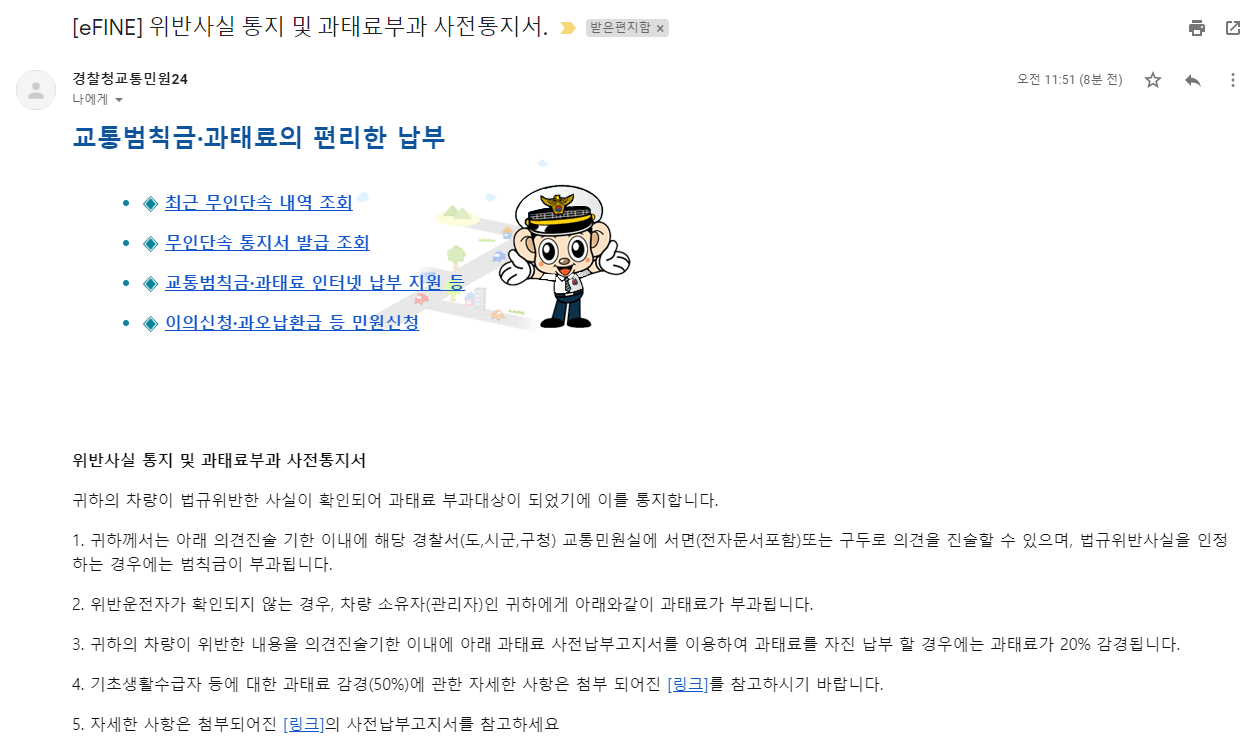 [eFINE] 위반사실 통지 및 과태료부과 사전통지서.
받은편지함 ×
경찰청교통민원24
오전 11:51 (8분 전)
나에게
교통범칙금·과태료의 편리한 납부
• ◈ 최근 무인단속 내역 조회
• ◈ 무인단속 통지서 발급 조회
• ◈ 교통범칙금·과태료 인터넷 납부 지원 등
• ◈ 이의신청·과오납환급 등 민원신청
위반사실 통지 및 과태료부과 사전통지서
귀하의 차량이 법규위반한 사실이 확인되어 과태료 부과대상이 되었기에 이를 통지합니다.
1. 귀하께서는 아래 의견진술 기한 이내에 해당 경찰서(도,시군,구청) 교통민원실에 서면(전자문서포함)또는 구두로 의견을 진술할 수 있으며, 법규위반사실을 인정
하는 경우에는 범칙금이 부과됩니다.
2. 위반운전자가 확인되지 않는 경우, 차량 소유자(관리자)인 귀하에게 아래와같이 과태료가 부과됩니다.
3. 귀하의 차량이 위반한 내용을 의견진술기한 이내에 아래 과태료 사전납부고지서를 이용하여 과태료를 자진 납부 할 경우에는 과태료가 20% 감경됩니다.
4. 기초생활수급자 등에 대한 과태료 감경(50%)에 관한 자세한 사항은 첨부 되어진 [링크]를 참고하시기 바랍니다.
5. 자세한 사항은 첨부되어진 [링크]의 사전납부고지서를 참고하세요